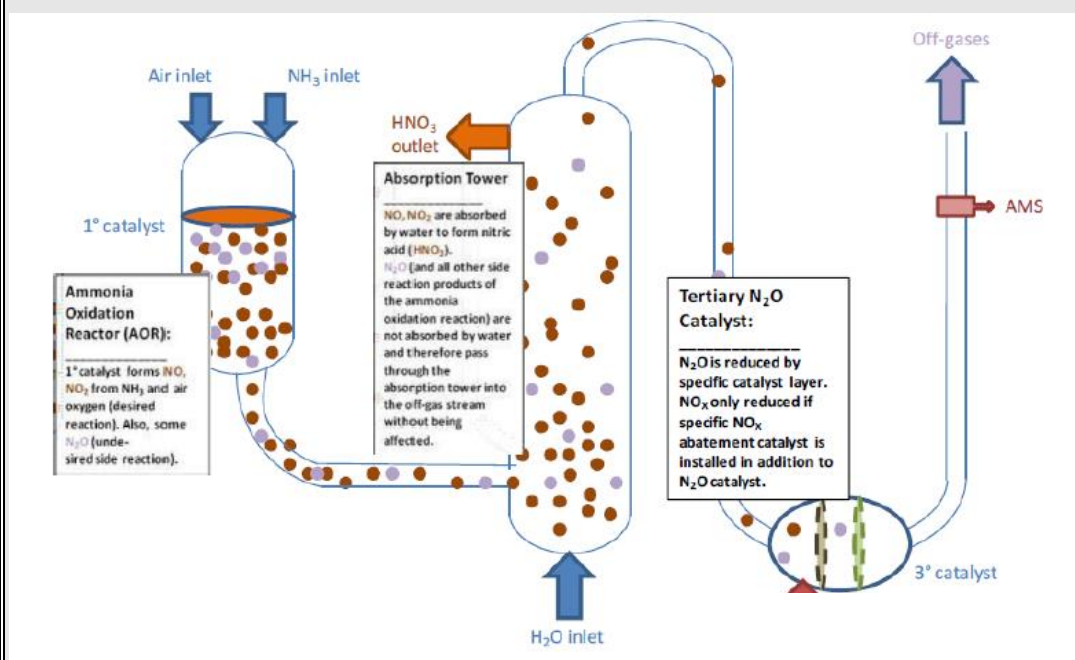 Off-gases
Air inlet
NH₃ inlet
HNO₃
outlet
Absorption Tower
NO, NO₂ are absorbed
by water to form nitric
acid (HNO₃).
N₂O (and all other side
reaction products of
the ammonia
oxidation reaction) are
not absorbed by water
and therefore pass
through the
absorption tower into
the off-gas stream
without being
affected.
AMS
1° catalyst
Ammonia
Oxidation
Reactor (AOR):
1° catalyst forms NO,
NO₂ from NH₃ and air
oxygen (desired
reaction). Also, some
N₂O (unde-
sired side reaction).
Tertiary N₂O
Catalyst:
N₂O is reduced by
specific catalyst layer.
NOₓ only reduced if
specific NOₓ
abatement catalyst is
installed in addition to
N₂O catalyst.
3° catalyst
H₂O inlet